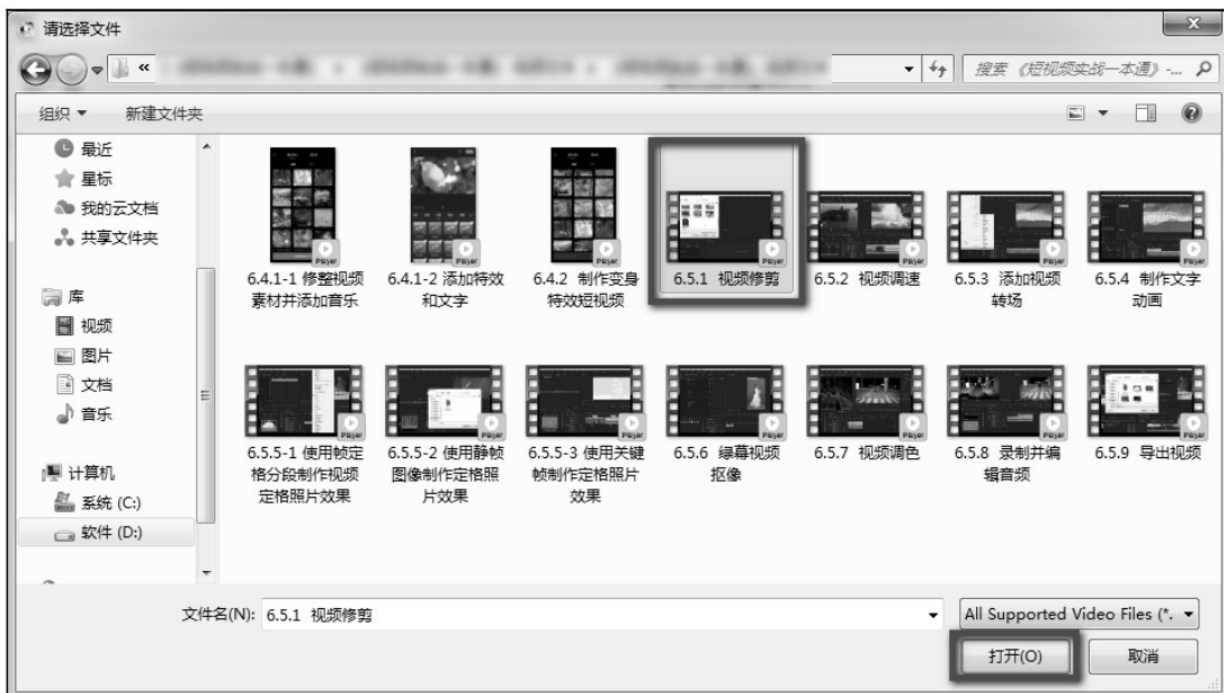 请选择文件
搜索 《短视频实战一本通》-...
组织
新建文件夹
最近
星标
我的云文档
共享文件夹
库
视频
图片
文档
音乐
计算机
系统 (C:)
软件 (D:)
6.4.1-1 修整视频
素材并添加音乐
6.4.1-2 添加特效
和文字
6.4.2 制作变身
特效短视频
6.5.1 视频修剪
6.5.2 视频调速
6.5.3 添加视频
转场
6.5.4 制作文字
动画
6.5.5-1 使用帧定
格分段制作视频
定格照片效果
6.5.5-2 使用静帧
图像制作定格照
片效果
6.5.5-3 使用关键
帧制作定格照片
效果
6.5.6 绿幕视频
抠像
6.5.7 视频调色
6.5.8 录制并编
辑音频
6.5.9 导出视频
文件名(N): 6.5.1 视频修剪
All Supported Video Files (*.
打开(O)
取消